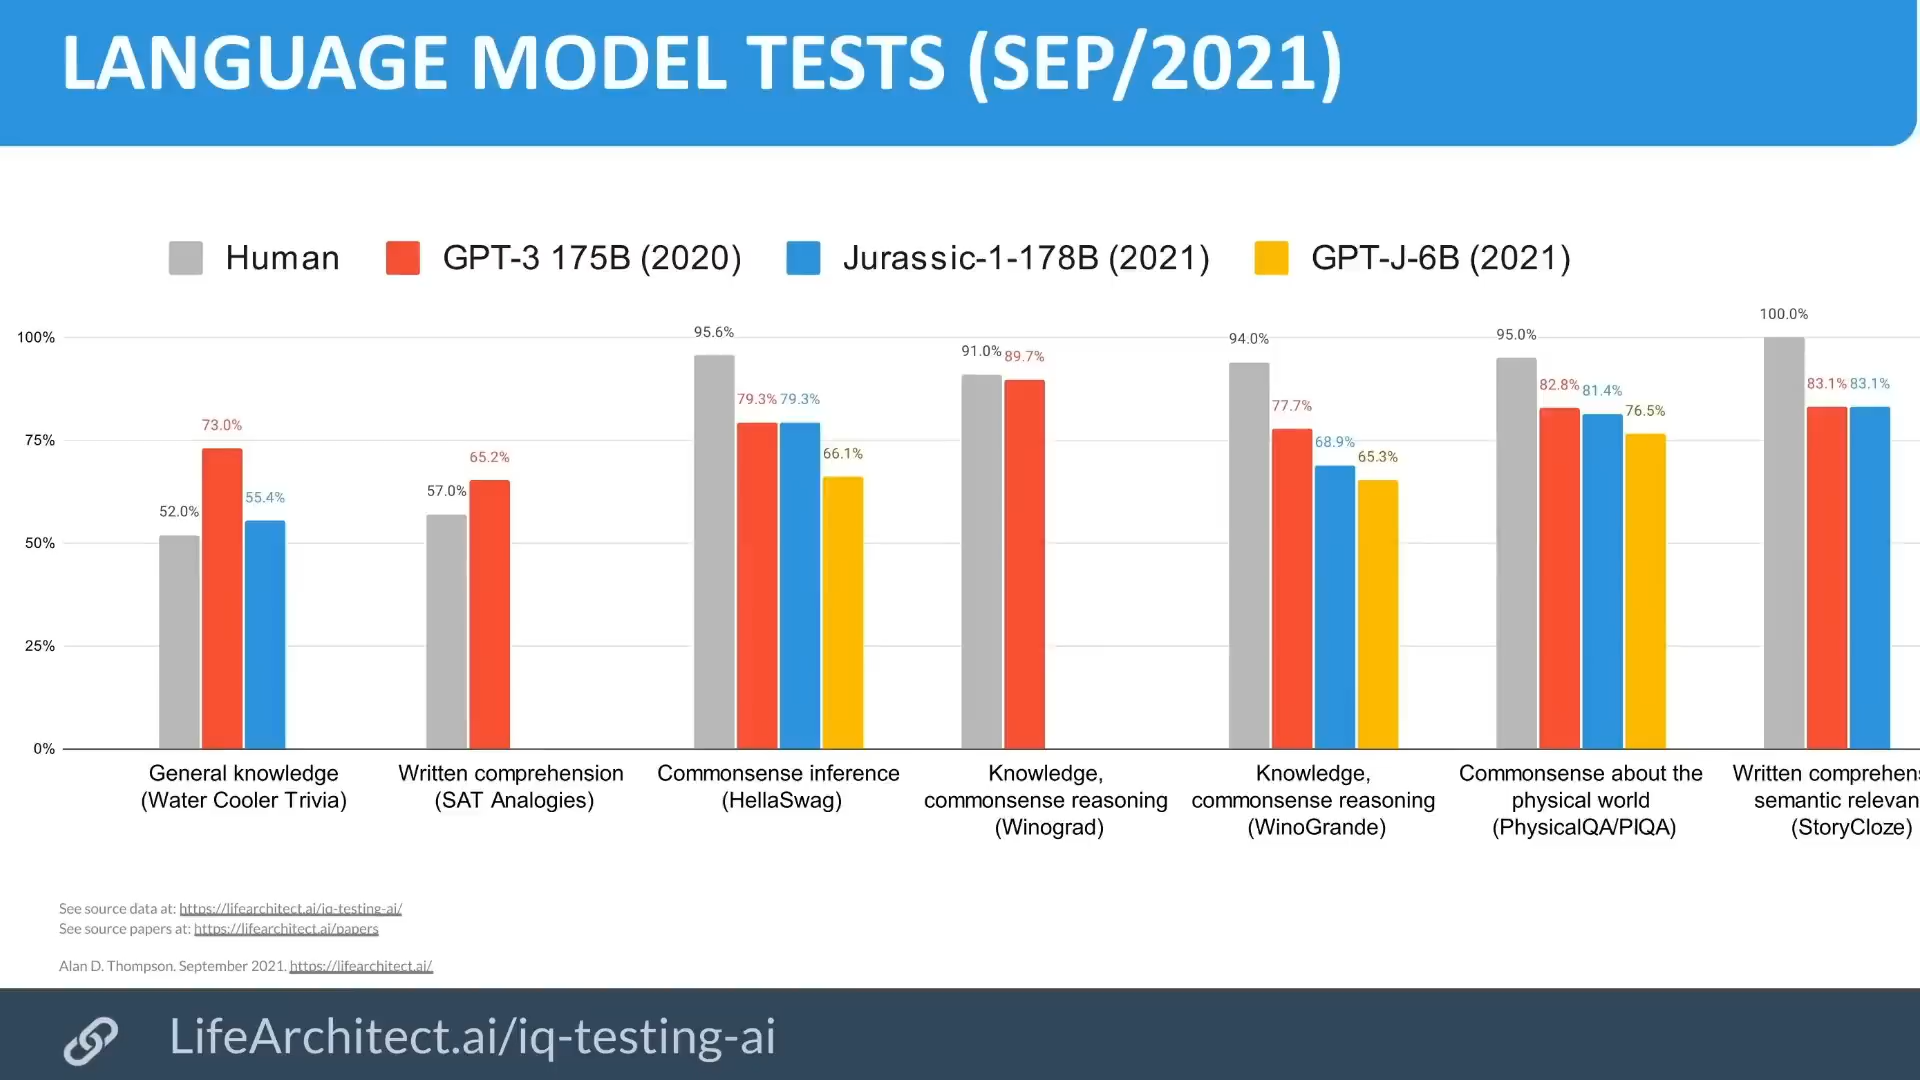 LANGUAGE MODEL TESTS (SEP/2021)
Human
GPT-3 175B (2020)
Jurassic-1-178B (2021)
GPT-J-6B (2021)
100%
75%
50%
25%
0%
52.0%
73.0%
55.4%
57.0%
65.2%
95.6%
79.3%
79.3%
66.1%
91.0%
89.7%
94.0%
77.7%
68.9%
65.3%
95.0%
82.8%
81.4%
76.5%
100.0%
83.1%
83.1%
General knowledge
(Water Cooler Trivia)
Written comprehension
(SAT Analogies)
Commonsense inference
(HellaSwag)
Knowledge,
commonsense reasoning
(Winograd)
Knowledge,
commonsense reasoning
(WinoGrande)
Commonsense about the
physical world
(PhysicalQA/PIQA)
Written comprehens
semantic relevan
(StoryCloze)
See source data at: https://lifearchitect.ai/iq-testing-ai/
See source papers at: https://lifearchitect.ai/papers
Alan D. Thompson. September 2021. https://lifearchitect.ai/
LifeArchitect.ai/iq-testing-ai